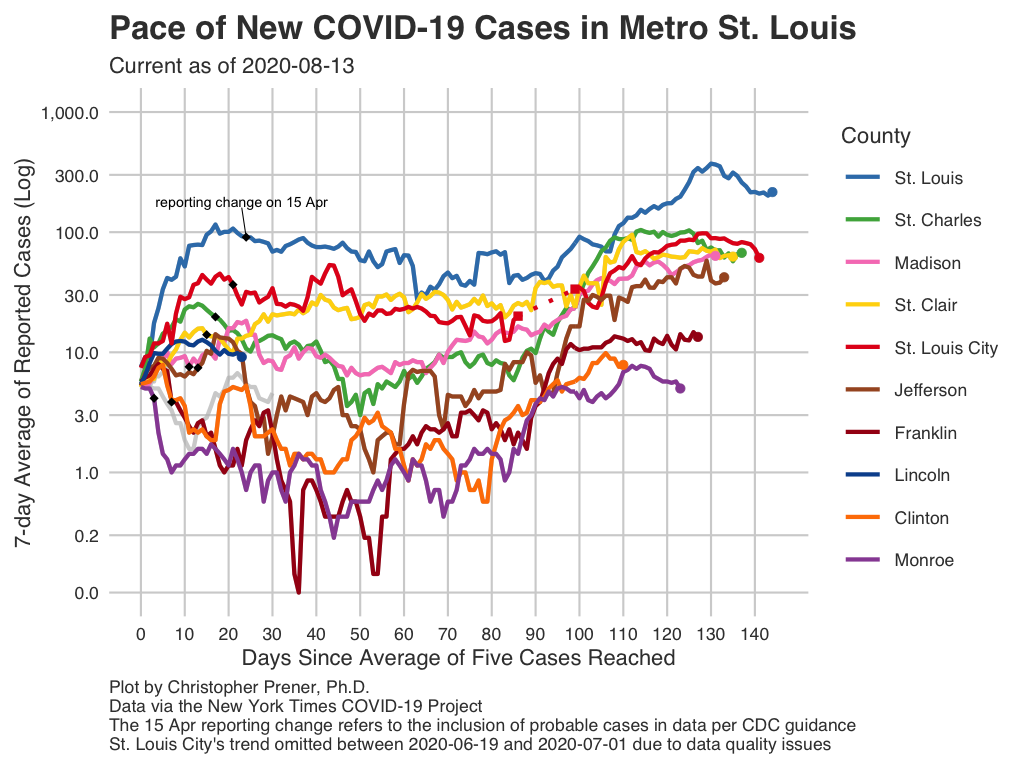 Pace of New COVID-19 Cases in Metro St. Louis
Current as of 2020-08-13
7-day Average of Reported Cases (Log)
1,000.0
300.0
100.0
30.0
10.0
3.0
1.0
0.2
0.0
reporting change on 15 Apr
0 10 20 30 40 50 60 70 80 90 100 110 120 130 140
Days Since Average of Five Cases Reached
County
St. Louis
St. Charles
Madison
St. Clair
St. Louis City
Jefferson
Franklin
Lincoln
Clinton
Monroe
Plot by Christopher Prener, Ph.D.
Data via the New York Times COVID-19 Project
The 15 Apr reporting change refers to the inclusion of probable cases in data per CDC guidance
St. Louis City's trend omitted between 2020-06-19 and 2020-07-01 due to data quality issues